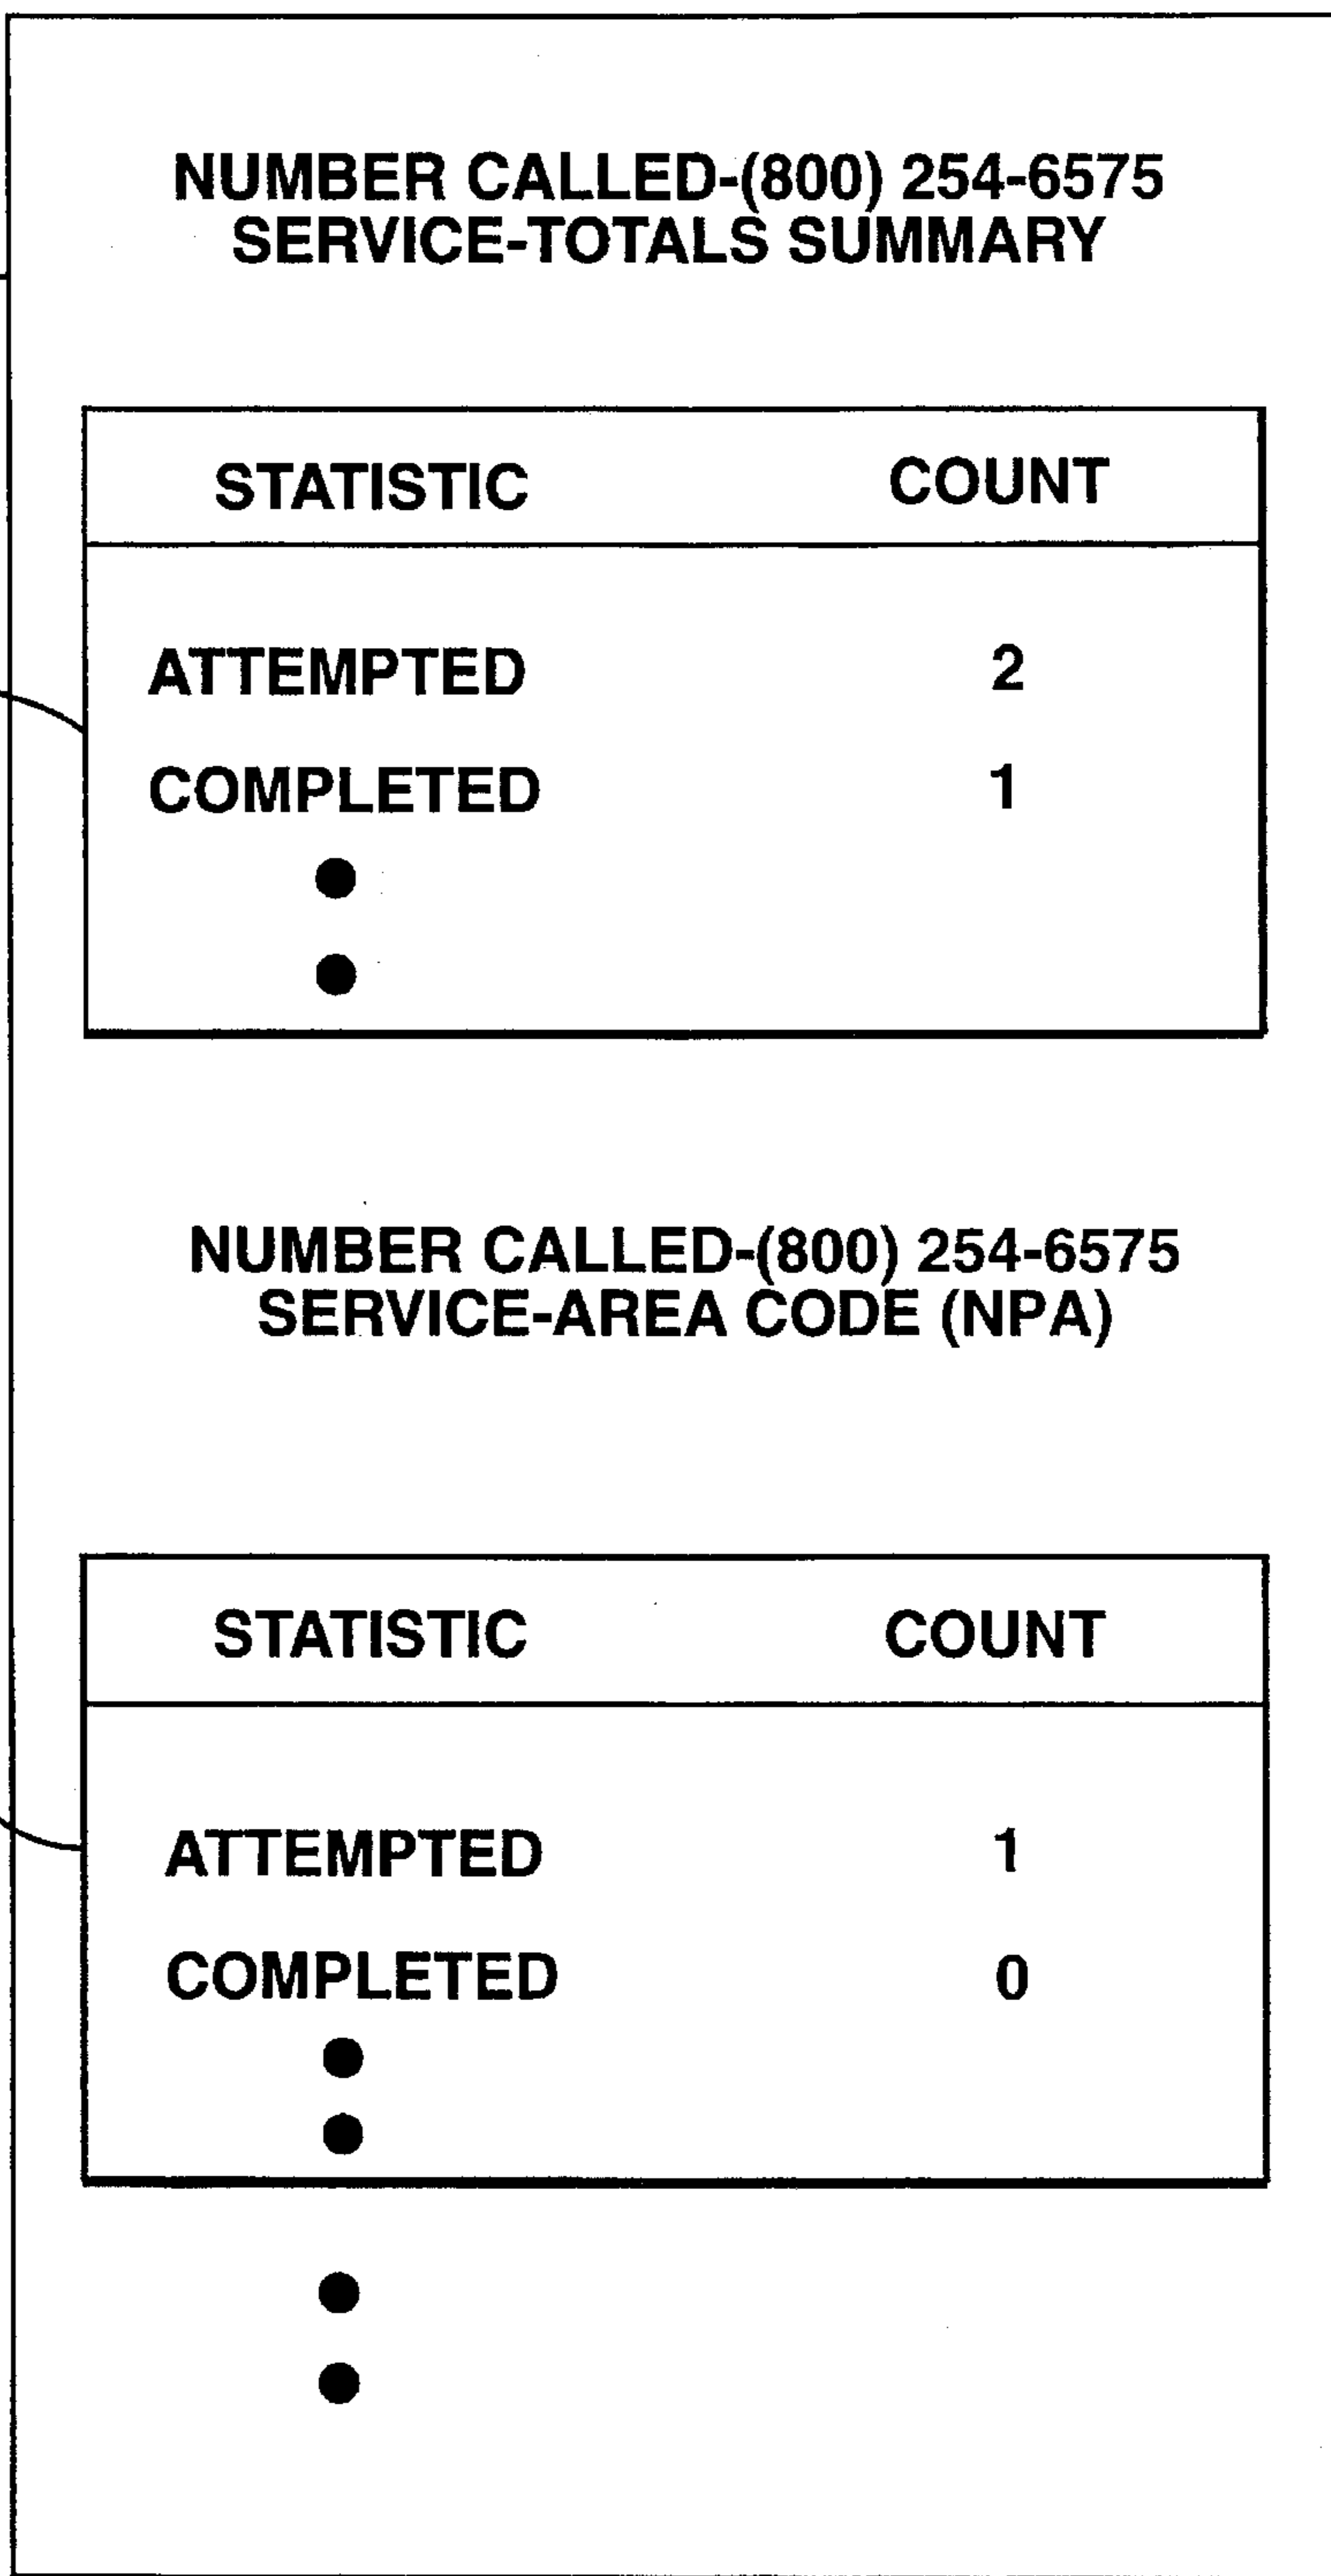 NUMBER CALLED-(800) 254-6575
SERVICE-TOTALS SUMMARY
STATISTIC COUNT
ATTEMPTED 2
COMPLETED 1
NUMBER CALLED-(800) 254-6575
SERVICE-AREA CODE (NPA)
STATISTIC COUNT
ATTEMPTED 1
COMPLETED 0